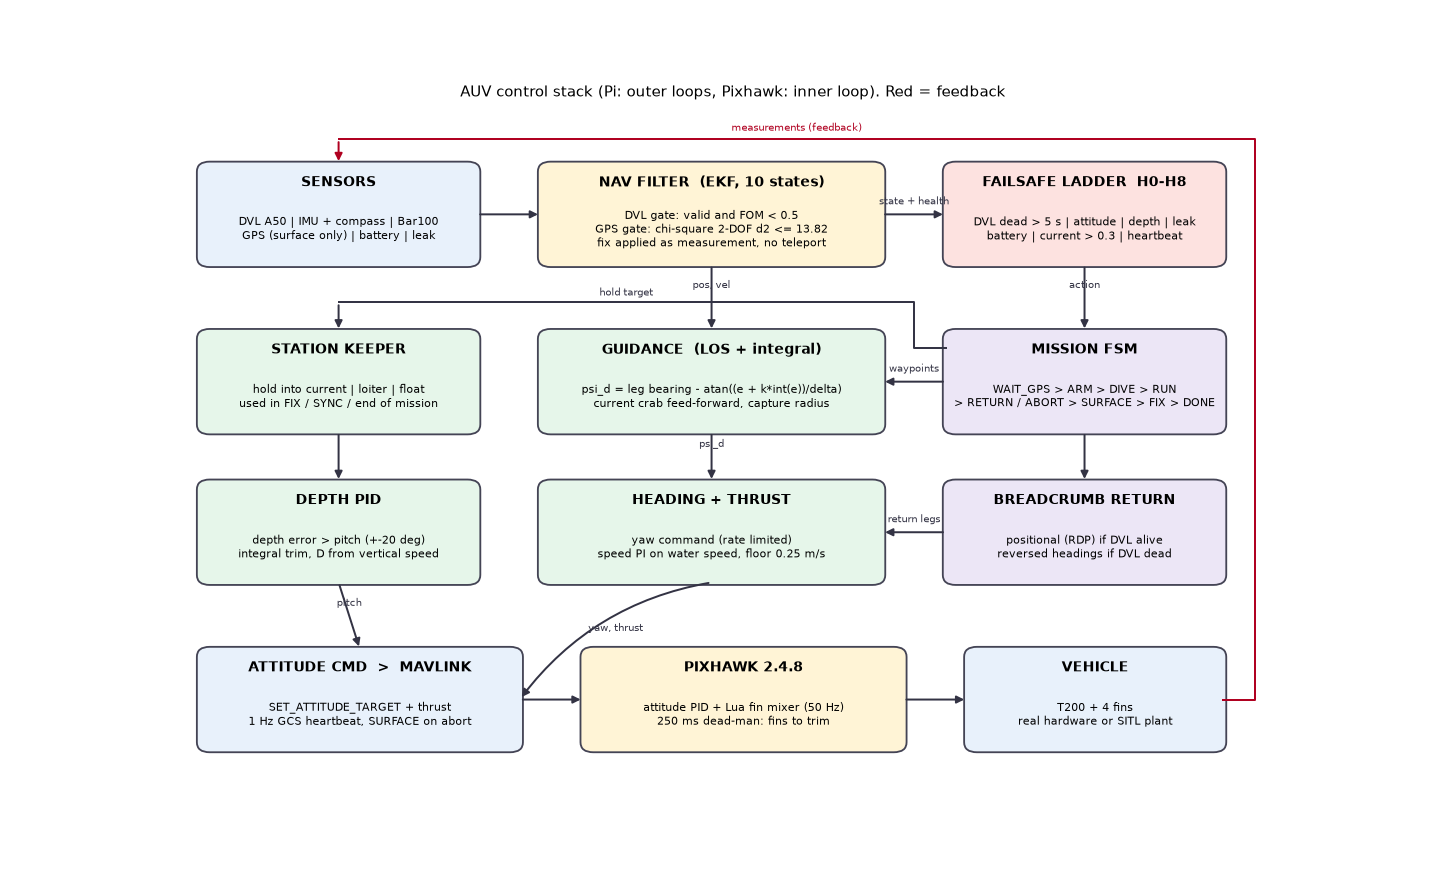 AUV control stack (Pi: outer loops, Pixhawk: inner loop). Red = feedback
measurements (feedback)
SENSORS
DVL A50 | IMU + compass | Bar100
GPS (surface only) | battery | leak
NAV FILTER (EKF, 10 states)
DVL gate: valid and FOM < 0.5
GPS gate: chi-square 2-DOF d2 <= 13.82
fix applied as measurement, no teleport
state + health
FAILSAFE LADDER H0-H8
DVL dead > 5 s | attitude | depth | leak
battery | current > 0.3 | heartbeat
hold target
pos, vel
action
STATION KEEPER
hold into current | loiter | float
used in FIX / SYNC / end of mission
GUIDANCE (LOS + integral)
psi_d = leg bearing - atan((e + k*int(e))/delta)
current crab feed-forward, capture radius
waypoints
MISSION FSM
WAIT_GPS > ARM > DIVE > RUN
> RETURN / ABORT > SURFACE > FIX > DONE
psi_d
DEPTH PID
depth error > pitch (+-20 deg)
integral trim, D from vertical speed
HEADING + THRUST
yaw command (rate limited)
speed PI on water speed, floor 0.25 m/s
return legs
BREADCRUMB RETURN
positional (RDP) if DVL alive
reversed headings if DVL dead
pitch
yaw, thrust
ATTITUDE CMD > MAVLINK
SET_ATTITUDE_TARGET + thrust
1 Hz GCS heartbeat, SURFACE on abort
PIXHAWK 2.4.8
attitude PID + Lua fin mixer (50 Hz)
250 ms dead-man: fins to trim
VEHICLE
T200 + 4 fins
real hardware or SITL plant